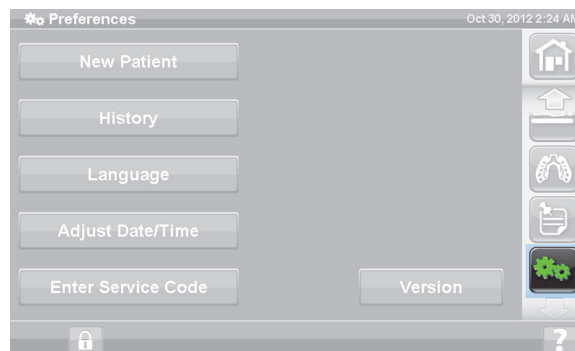 Preferences
Oct 30, 2012 2:24 AM
New Patient
History
Language
Adjust Date/Time
Enter Service Code
Version
?